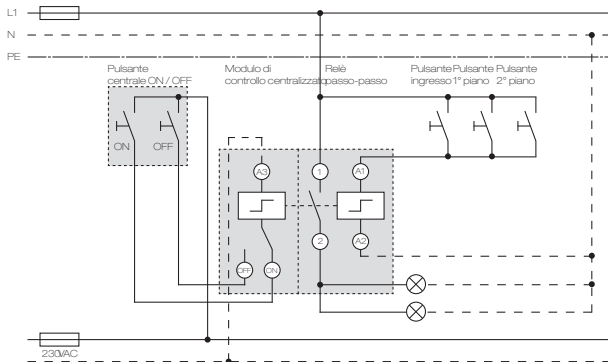 L1
N
PE
Pulsante
centrale ON / OFF
Modulo di
controllo centralizzato
Relè
passo-passo
Pulsante
ingresso
Pulsante
1° piano
Pulsante
2° piano
ON
OFF
A3
1
A1
2
A2
OFF
ON
230VAC